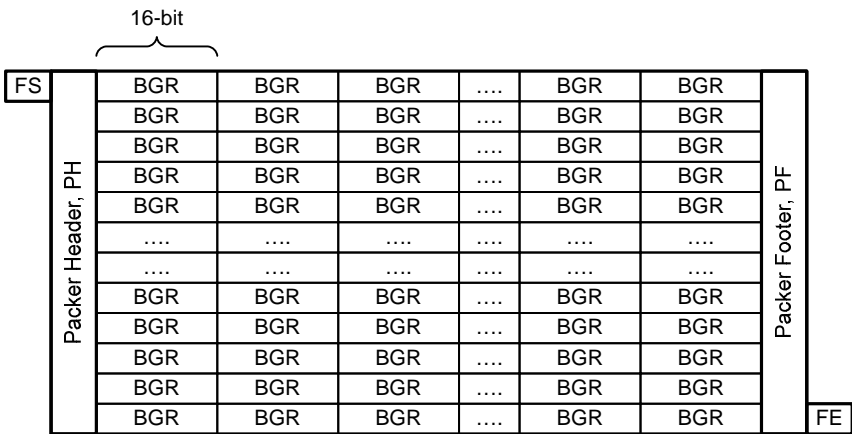 16-bit
FS BGR BGR BGR .... BGR BGR
BGR BGR BGR .... BGR BGR
BGR BGR BGR .... BGR BGR
BGR BGR BGR .... BGR BGR
BGR BGR BGR .... BGR BGR
.... .... .... .... .... ....
.... .... .... .... .... ....
BGR BGR BGR .... BGR BGR
BGR BGR BGR .... BGR BGR
BGR BGR BGR .... BGR BGR
BGR BGR BGR .... BGR BGR
BGR BGR BGR .... BGR BGR FE
Packer Header, PH
Packer Footer, PF